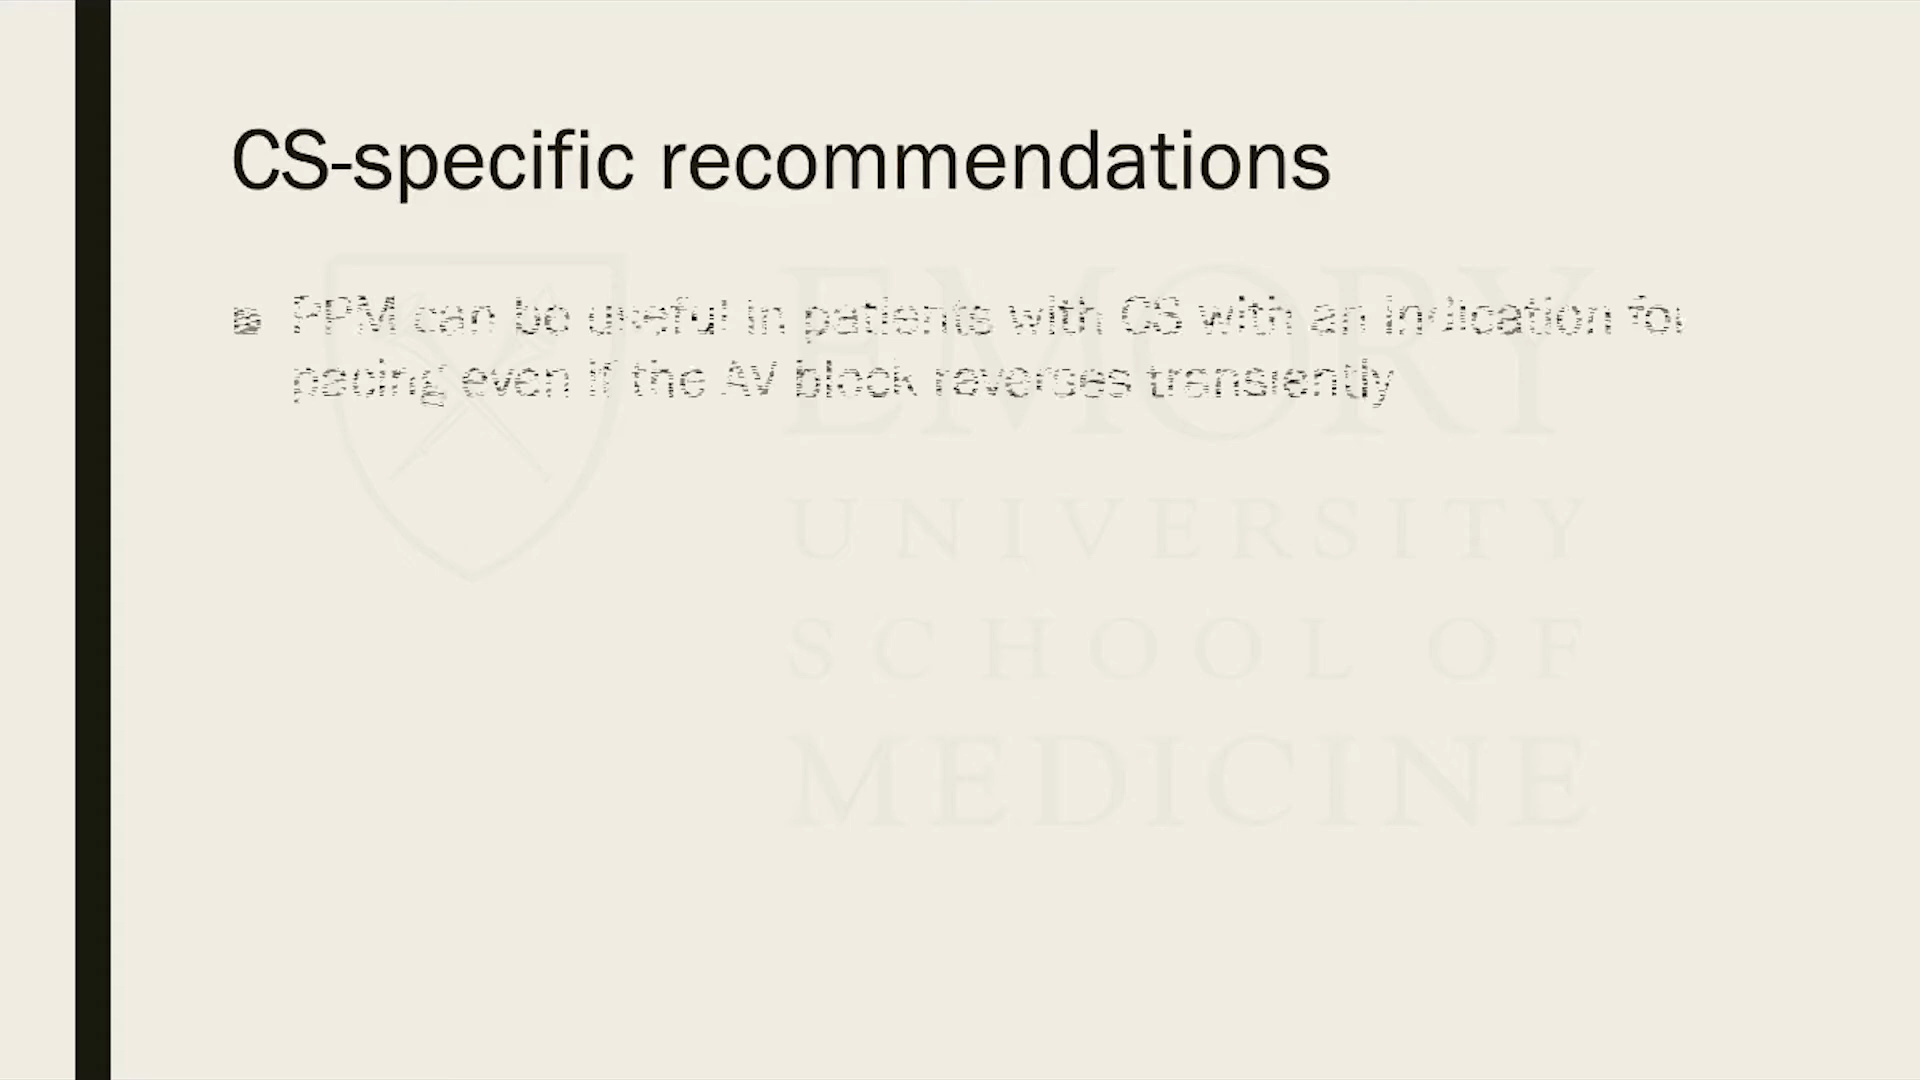 CS-specific recommendations
■ PPM can be useful in patients with CS with an indication for
pacing even if the AV block reverses transiently
EMORY
UNIVERSITY
SCHOOL OF
MEDICINE